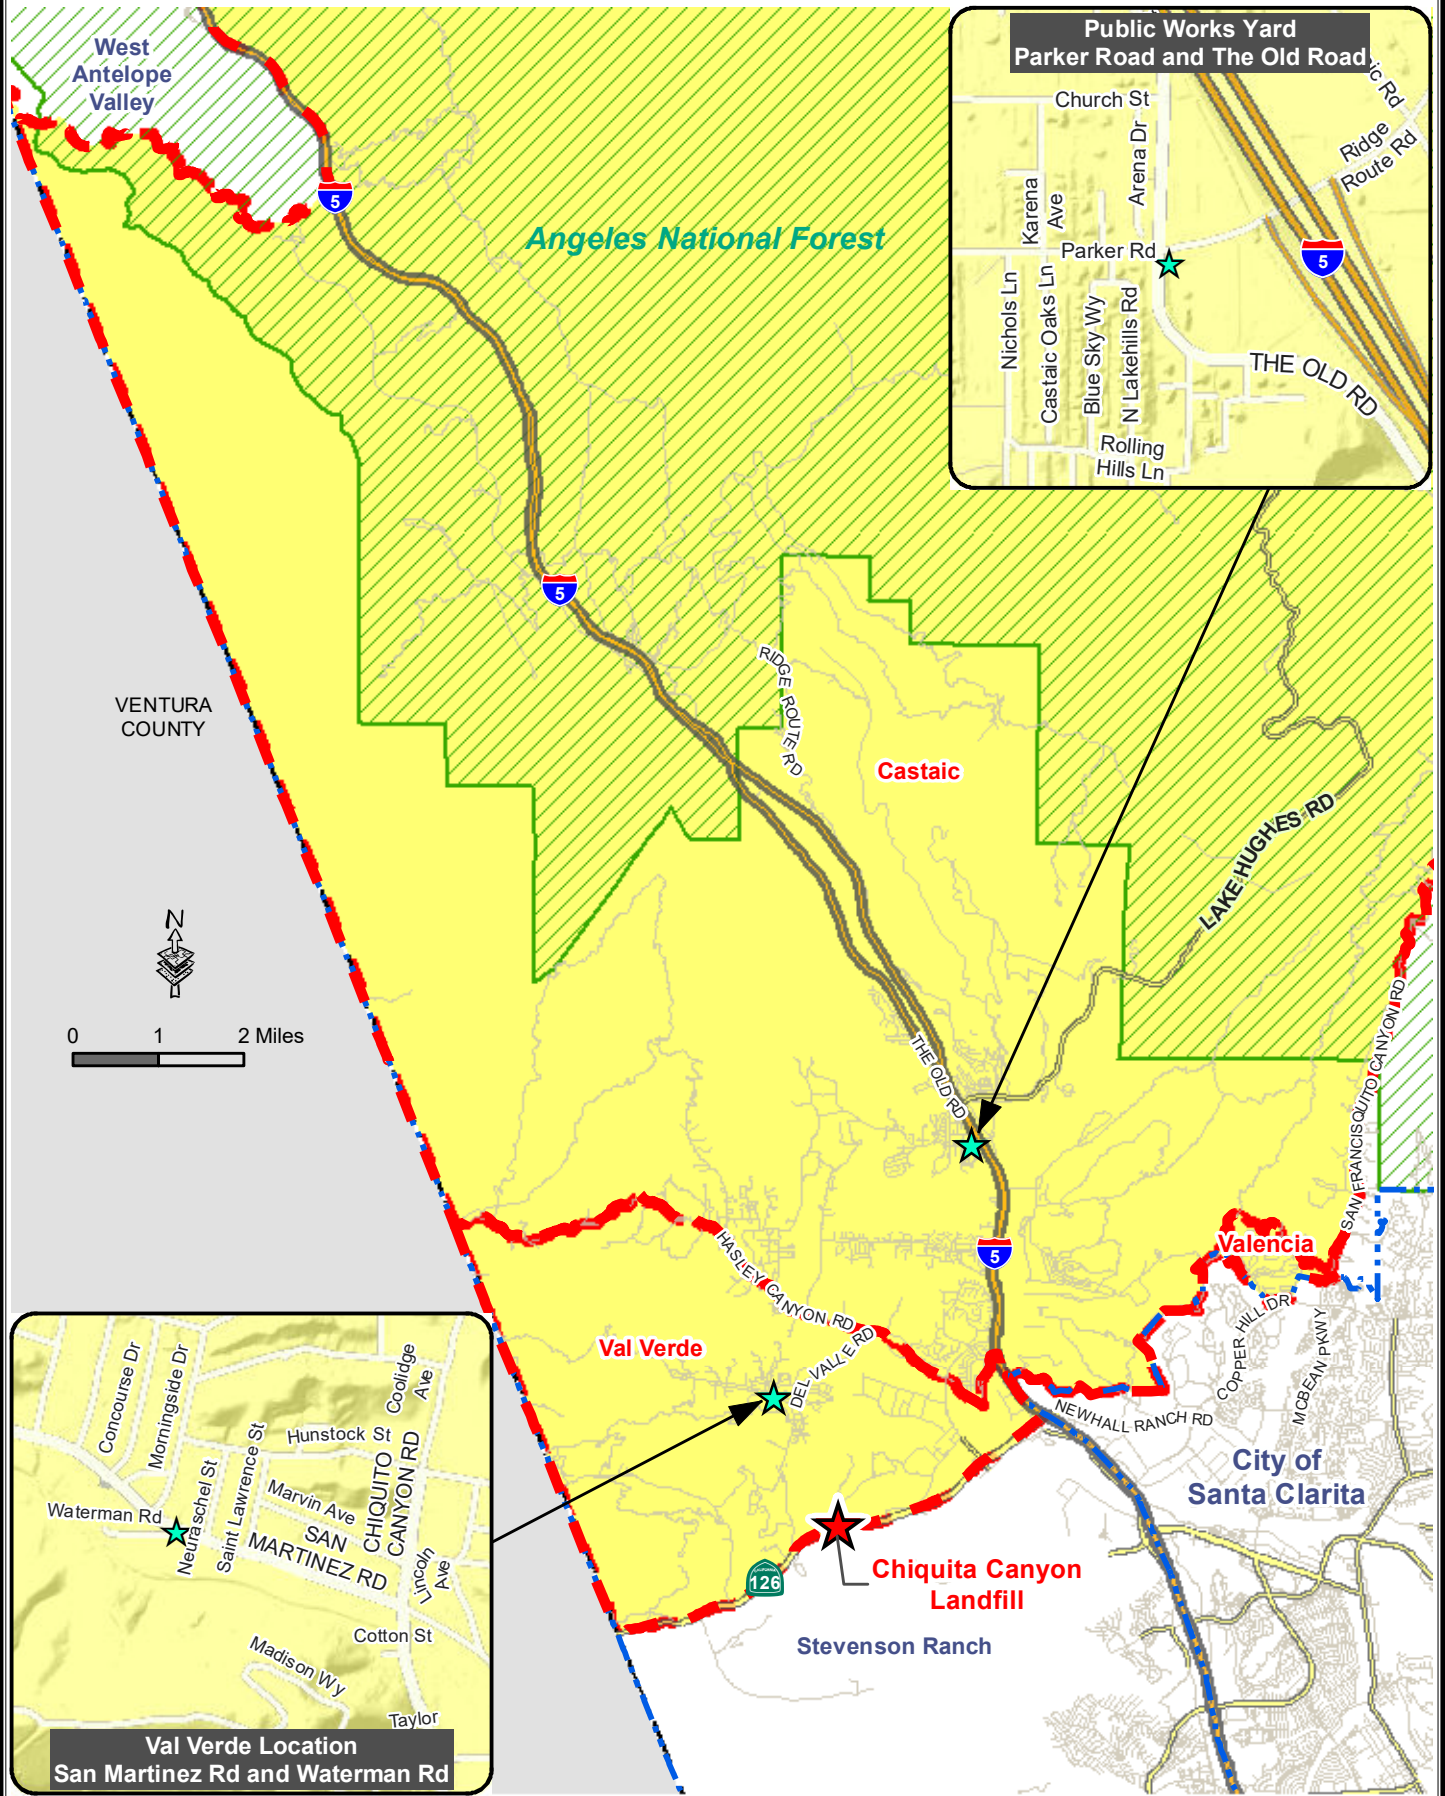 West
Antelope
Valley
Public Works Yard
Parker Road and The Old Road
Church St
ic Rd
Ridge
Route Rd
Arena Dr
Karena
Ave
Parker Rd
5
Nichols Ln
Castaic Oaks Ln
Blue Sky Wy
N Lakehills Rd
THE OLD RD
Rolling
Hills Ln
5
Angeles National Forest
5
RIDGE ROUTE RD
VENTURA
COUNTY
Castaic
LAKE HUGHES RD
N
0 1 2 Miles
THE OLD RD
SAN FRANCISQUITO CANYON RD
HASLEY CANYON RD
5
Valencia
Val Verde
DEL VALLE RD
COPPER HILL DR
MCBEAN PKWY
NEWHALL RANCH RD
City of
Santa Clarita
CALIFORNIA
126
Chiquita Canyon
Landfill
Stevenson Ranch
Concourse Dr
Morningside Dr
Coolidge
Ave
Hunstock St
Saint Lawrence St
Neuraschel St
Marvin Ave
CHIQUITO
CANYON RD
Waterman Rd
SAN
MARTINEZ RD
Lincoln
Ave
Cotton St
Madison Wy
Taylor
Val Verde Location
San Martinez Rd and Waterman Rd